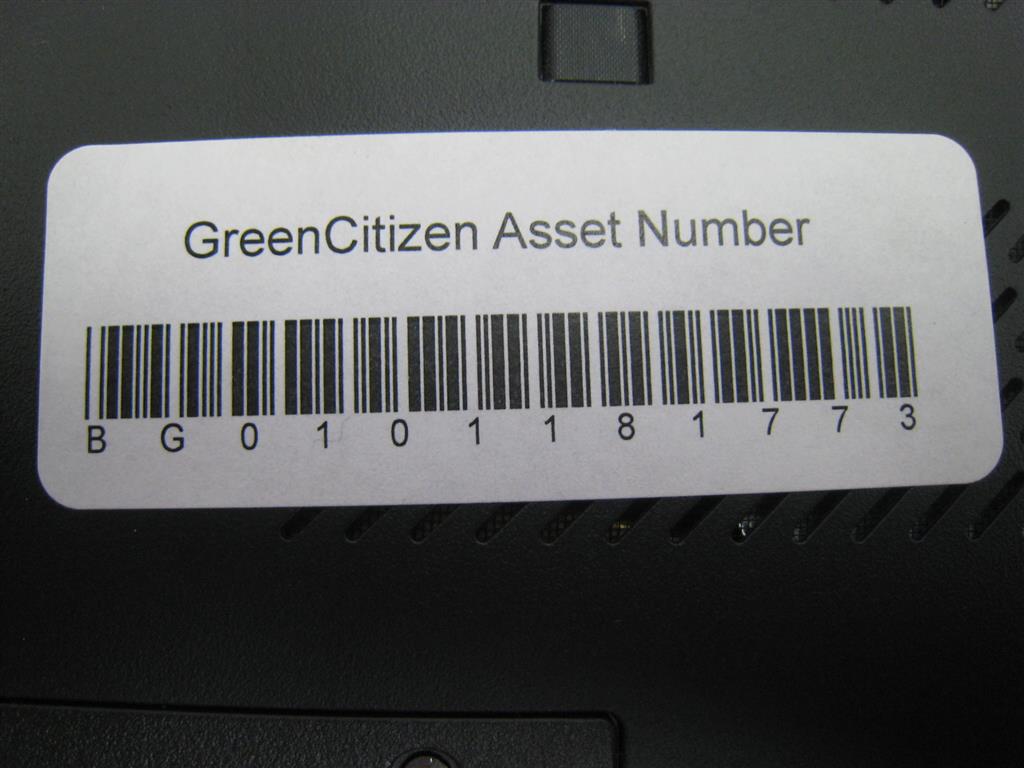 GreenCitizen Asset Number
B G 0 1 0 1 1 8 1 7 7 3